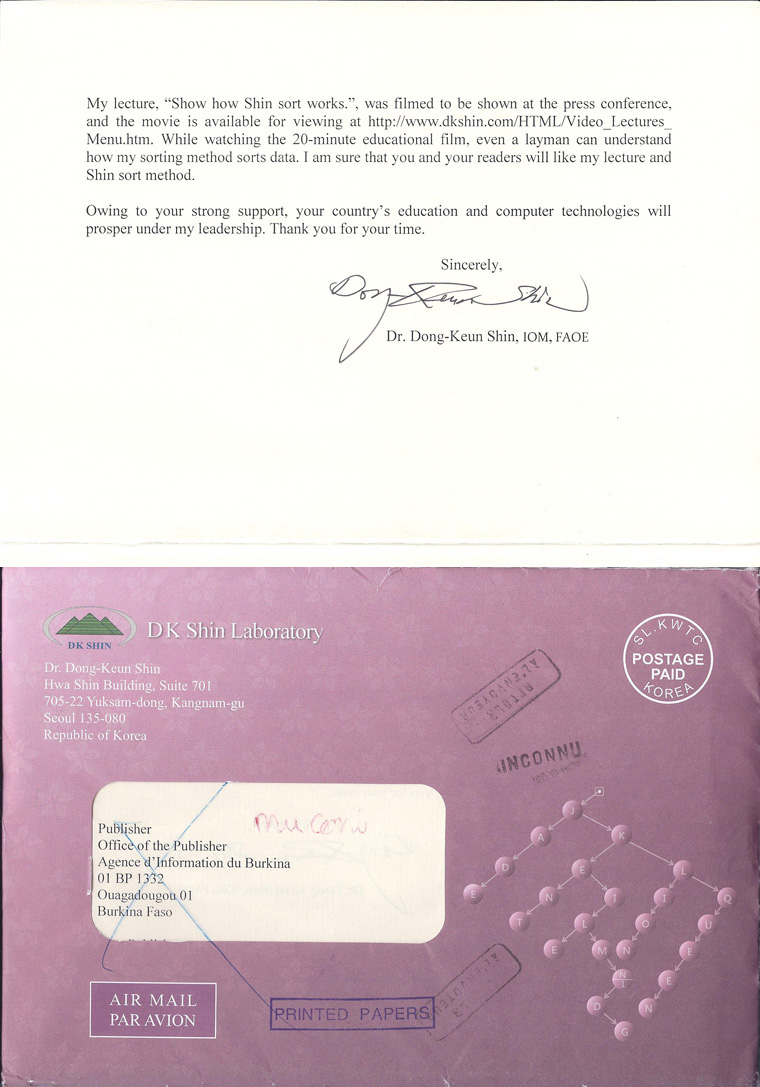 My lecture, “Show how Shin sort works.”, was filmed to be shown at the press conference,
and the movie is available for viewing at http://www.dkshin.com/HTML/Video_Lectures_
Menu.htm. While watching the 20-minute educational film, even a layman can understand
how my sorting method sorts data. I am sure that you and your readers will like my lecture and
Shin sort method.
Owing to your strong support, your country’s education and computer technologies will
prosper under my leadership. Thank you for your time.
Sincerely,
Dong-Keun Shin
Dr. Dong-Keun Shin, IOM, FAOE
DK SHIN
DK Shin Laboratory
Dr. Dong-Keun Shin
Hwa Shin Building, Suite 701
705-22 Yuksam-dong, Kangnam-gu
Seoul 135-080
Republic of Korea
SL.KWTC
POSTAGE
PAID
KOREA
RETOUR
A L'ENVOYEUR
INCONNU
Publisher
Office of the Publisher
Agence d’Information du Burkina
01 BP 1332
Ouagadougou 01
Burkina Faso
AIR MAIL
PAR AVION
PRINTED PAPERS
A L'ENVOYEUR
J
A K
D E L
E N I I Q
T L O U
E M N E
N E
D N
G